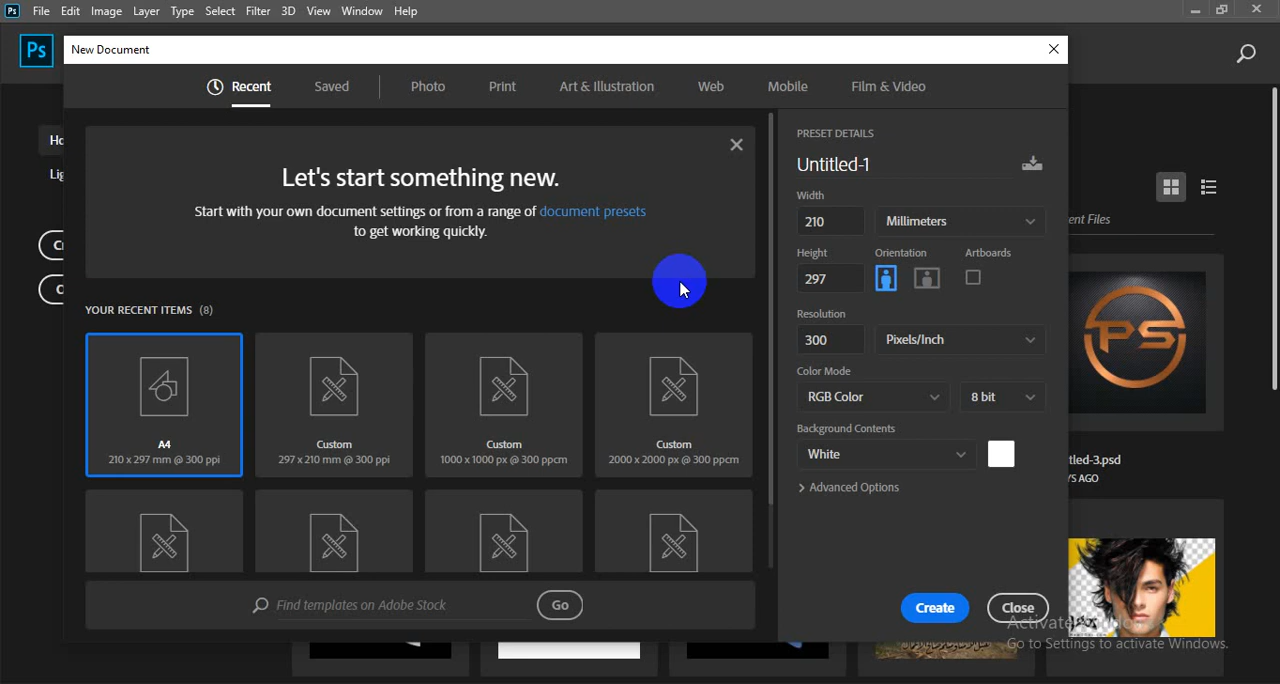 Ps File Edit Image Layer Type Select Filter 3D View Window Help
Ps
New Document
Recent Saved Photo Print Art & Illustration Web Mobile Film & Video
Let's start something new.
Start with your own document settings or from a range of document presets
to get working quickly.
YOUR RECENT ITEMS (8)
A4
210 x 297 mm @ 300 ppi
Custom
297 x 210 mm @ 300 ppi
Custom
1000 x 1000 px @ 300 ppcm
Custom
2000 x 2000 px @ 300 ppcm
Find templates on Adobe Stock
Go
PRESET DETAILS
Untitled-1
Width
210 Millimeters
Height Orientation Artboards
297
Resolution
300 Pixels/Inch
Color Mode
RGB Color 8 bit
Background Contents
White
Advanced Options
Create Close
ent Files
PS
tled-3.psd
YS AGO
Activate Windows
Go to Settings to activate Windows.